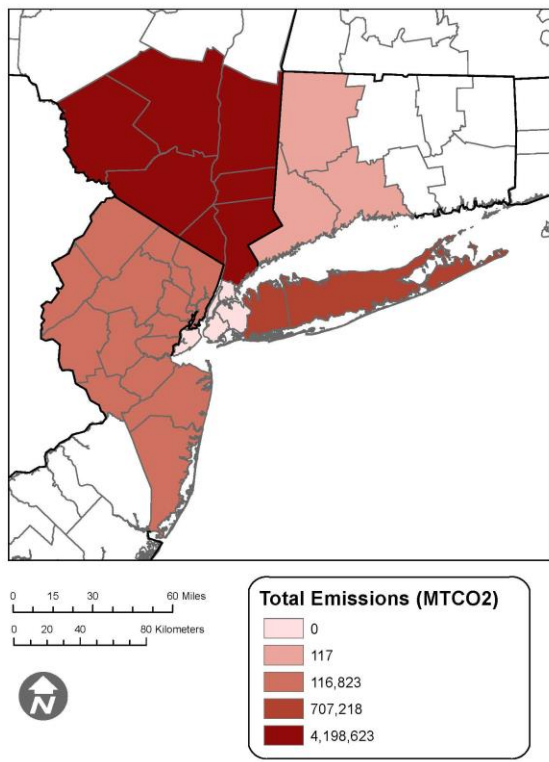 0 15 30 60 Miles
0 20 40 80 Kilometers
N
Total Emissions (MTCO2)
0
117
116,823
707,218
4,198,623